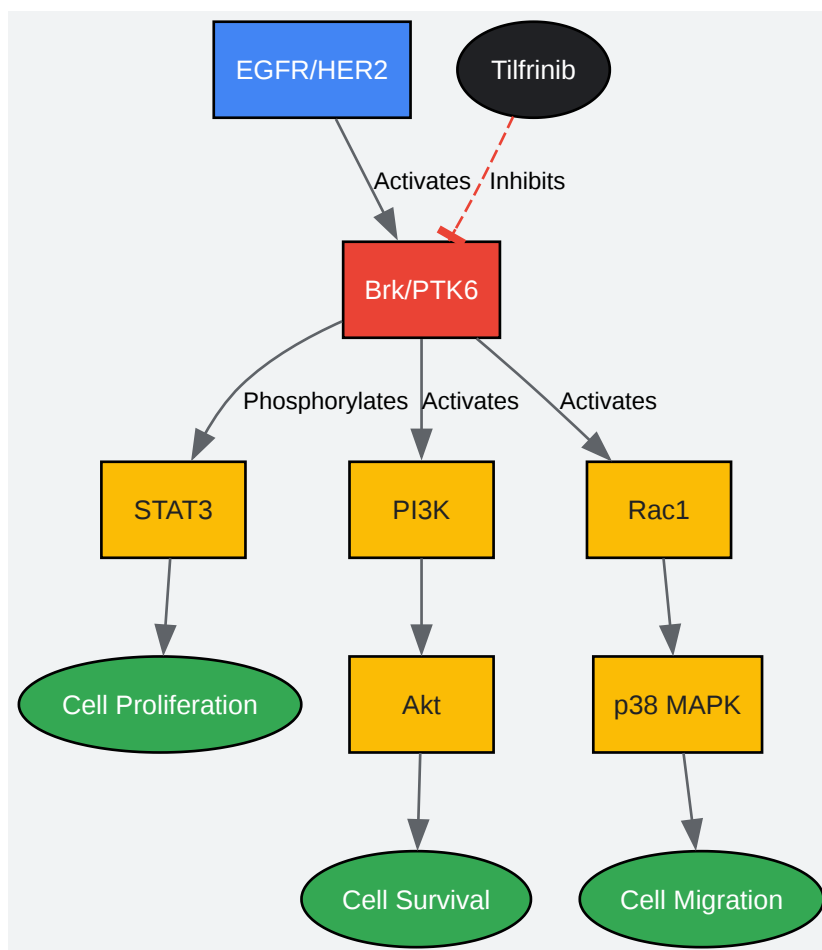 EGFR/HER2
Tilfrinib
Activates
Inhibits
Brk/PTK6
Phosphorylates
Activates
Activates
STAT3
PI3K
Rac1
Cell Proliferation
Akt
p38 MAPK
Cell Survival
Cell Migration